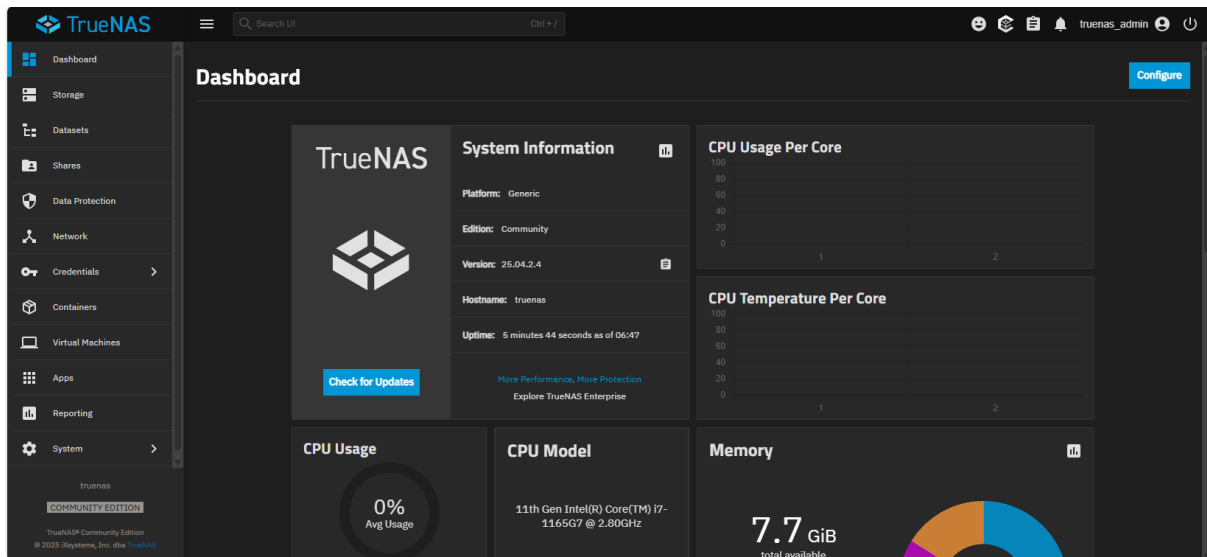 TrueNAS
Search UI
Ctrl + /
truenas_admin
Dashboard
Storage
Datasets
Shares
Data Protection
Network
Credentials
Containers
Virtual Machines
Apps
Reporting
System
truenas
COMMUNITY EDITION
TrueNAS® Community Edition
© 2025 iXsystems, Inc. dba TrueNAS
Dashboard
Configure
TrueNAS
Check for Updates
System Information
Platform: Generic
Edition: Community
Version: 25.04.2.4
Hostname: truenas
Uptime: 5 minutes 44 seconds as of 06:47
More Performance, More Protection
Explore TrueNAS Enterprise
CPU Usage Per Core
100
80
60
40
20
0
1 2
CPU Temperature Per Core
100
80
60
40
20
0
1 2
CPU Usage
0%
Avg Usage
CPU Model
11th Gen Intel(R) Core(TM) i7-
1165G7 @ 2.80GHz
Memory
7.7 GiB
total available